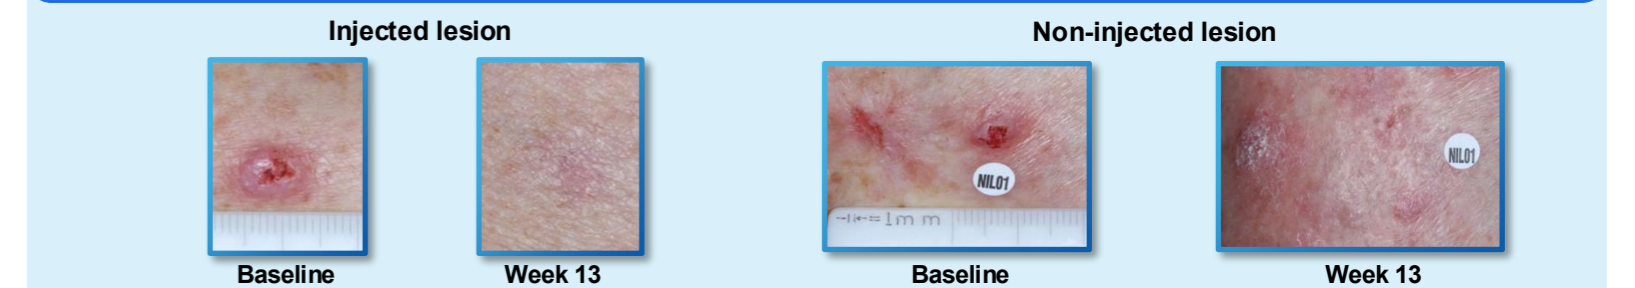 Injected lesion
Non-injected lesion
NIL01
-->|<-=1mm
NIL01
Baseline
Week 13
Baseline
Week 13